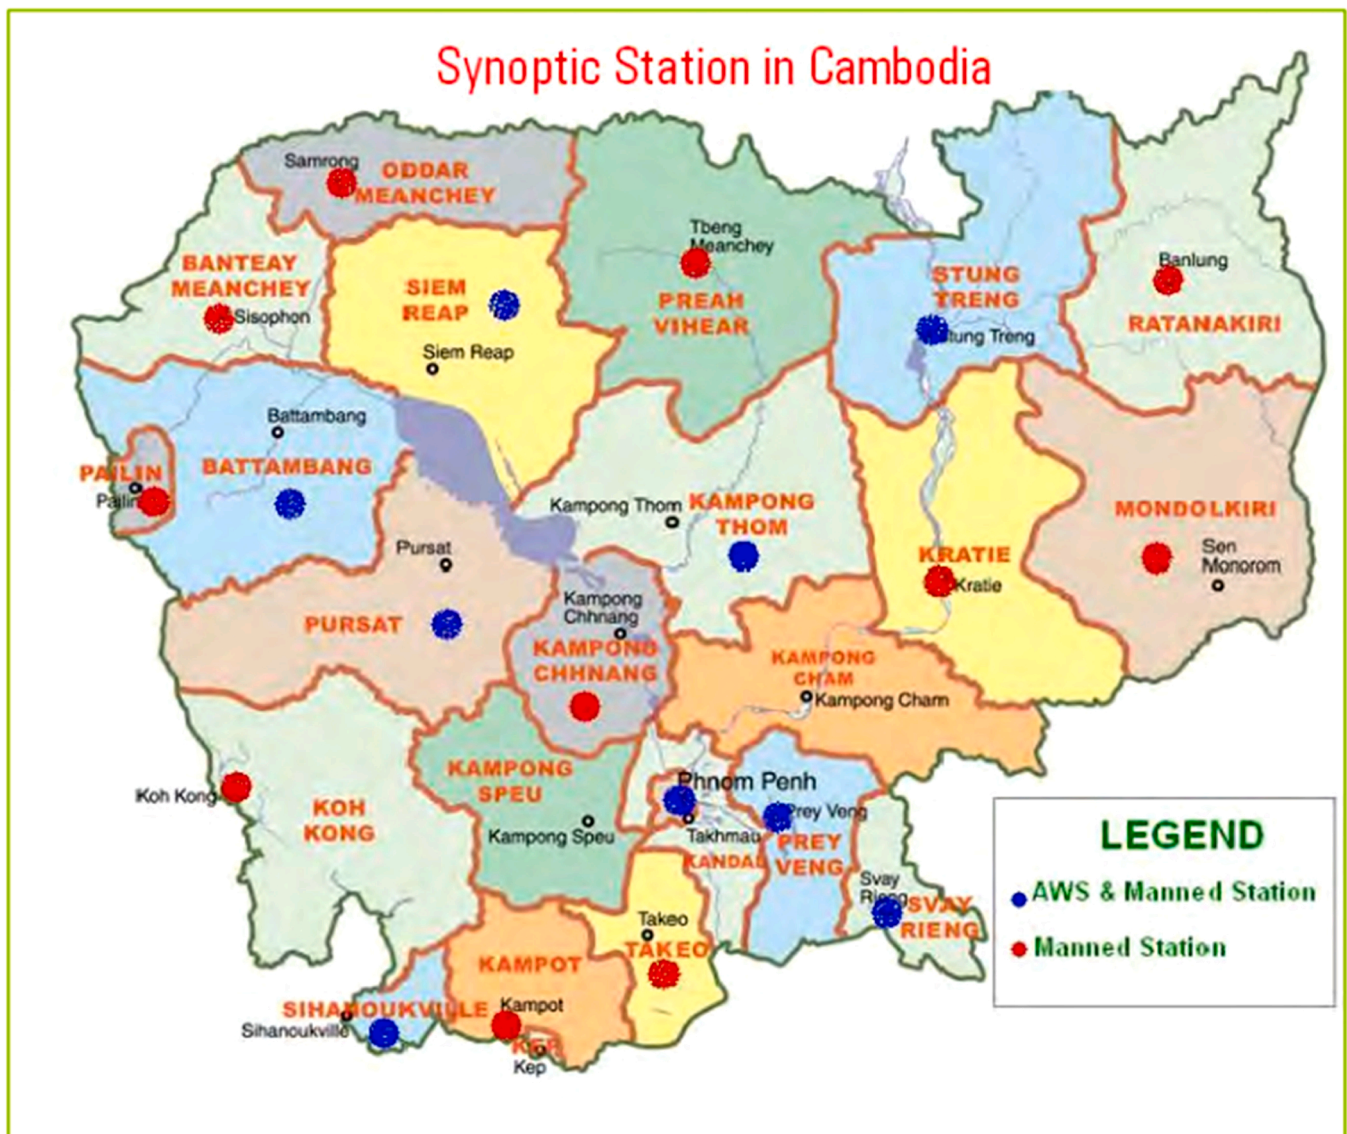 Synoptic Station in Cambodia
Samrong
ODDAR
MEANCHEY
Tbeng
Meanchey
PREAH
VIHEAR
BANTEAY
MEANCHEY
Sisophon
SIEM
REAP
Siem Reap
STUNG
TRENG
Stung Treng
Banlung
RATANAKIRI
Battambang
BATTAMBANG
PAILIN
Pailin
Kampong Thom
KAMPONG
THOM
KRATIE
Kratie
MONDOLKIRI
Sen
Monorom
Pursat
PURSAT
Kampong
Chhnang
KAMPONG
CHHNANG
KAMPONG
CHAM
Kampong Cham
Koh Kong
KOH
KONG
KAMPONG
SPEU
Kampong Speu
Phnom Penh
Takhmau
KANDAL
Prey Veng
PREY
VENG
Svay
Rieng
SVAY
RIENG
Takeo
TAKEO
KAMPOT
Kampot
KEP
Kep
SIHANOUKVILLE
Sihanoukville
LEGEND
AWS & Manned Station
Manned Station